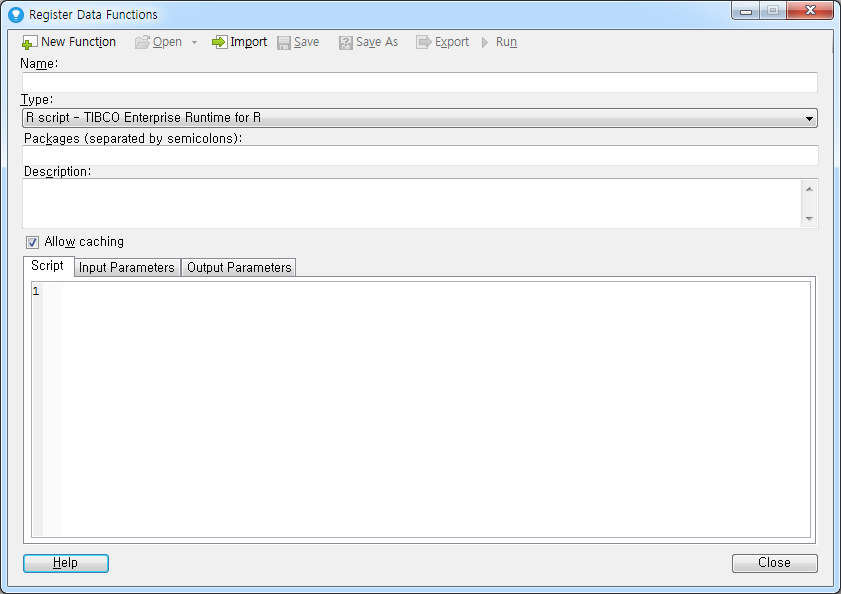 Register Data Functions
New Function Open Import Save Save As Export Run
Name:
Type:
R script - TIBCO Enterprise Runtime for R
Packages (separated by semicolons):
Description:
Allow caching
Script Input Parameters Output Parameters
1
Help Close